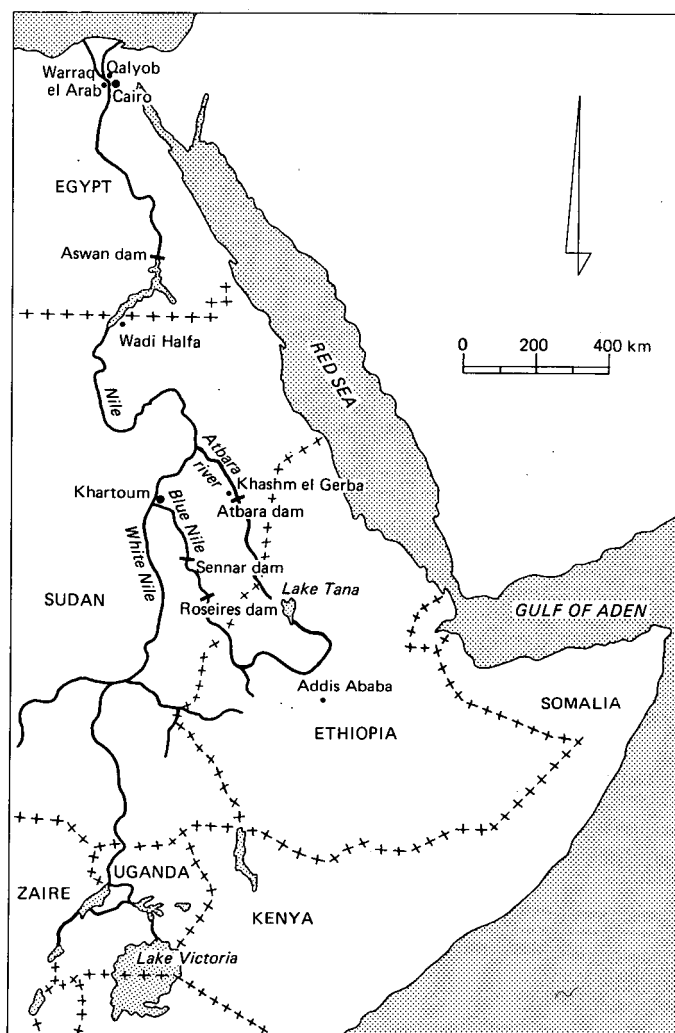 Qalyob
Warraq
el Arab
Cairo
EGYPT
Aswan dam
Wadi Halfa
Nile
RED SEA
0 200 400 km
Atbara
river
Khashm el Gerba
Atbara dam
Khartoum
Blue Nile
White Nile
Sennar dam
Lake Tana
SUDAN
Roseires dam
GULF OF ADEN
Addis Ababa
SOMALIA
ETHIOPIA
UGANDA
ZAIRE
KENYA
Lake Victoria